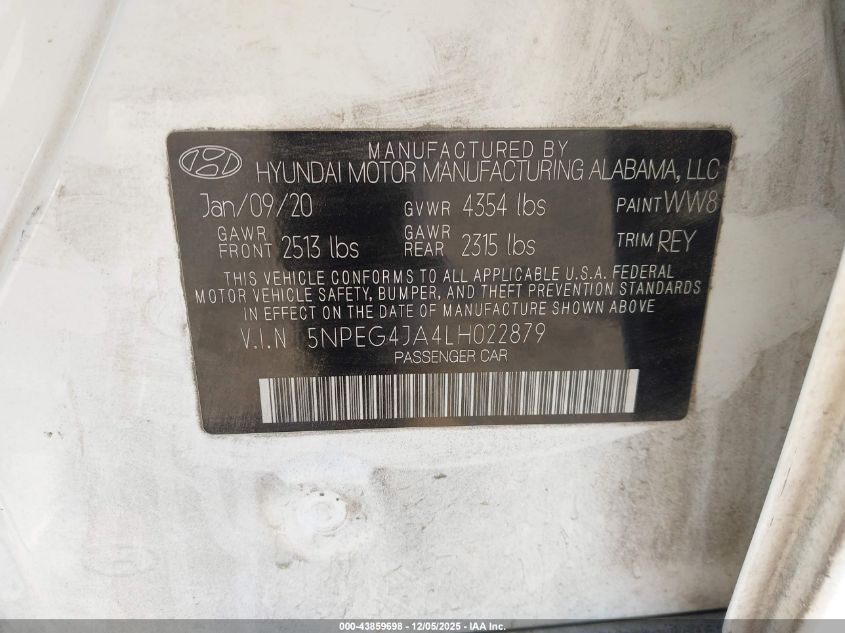 MANUFACTURED BY
HYUNDAI MOTOR MANUFACTURING ALABAMA, LLC
Jan/09/20 GVWR 4354 lbs PAINT WW8
GAWR FRONT 2513 lbs GAWR REAR 2315 lbs TRIM REY
THIS VEHICLE CONFORMS TO ALL APPLICABLE U.S.A. FEDERAL
MOTOR VEHICLE SAFETY, BUMPER, AND THEFT PREVENTION STANDARDS
IN EFFECT ON THE DATE OF MANUFACTURE SHOWN ABOVE
V.I.N 5NPEG4JA4LH022879
PASSENGER CAR
000-43859698 - 12/05/2025 - IAA Inc.